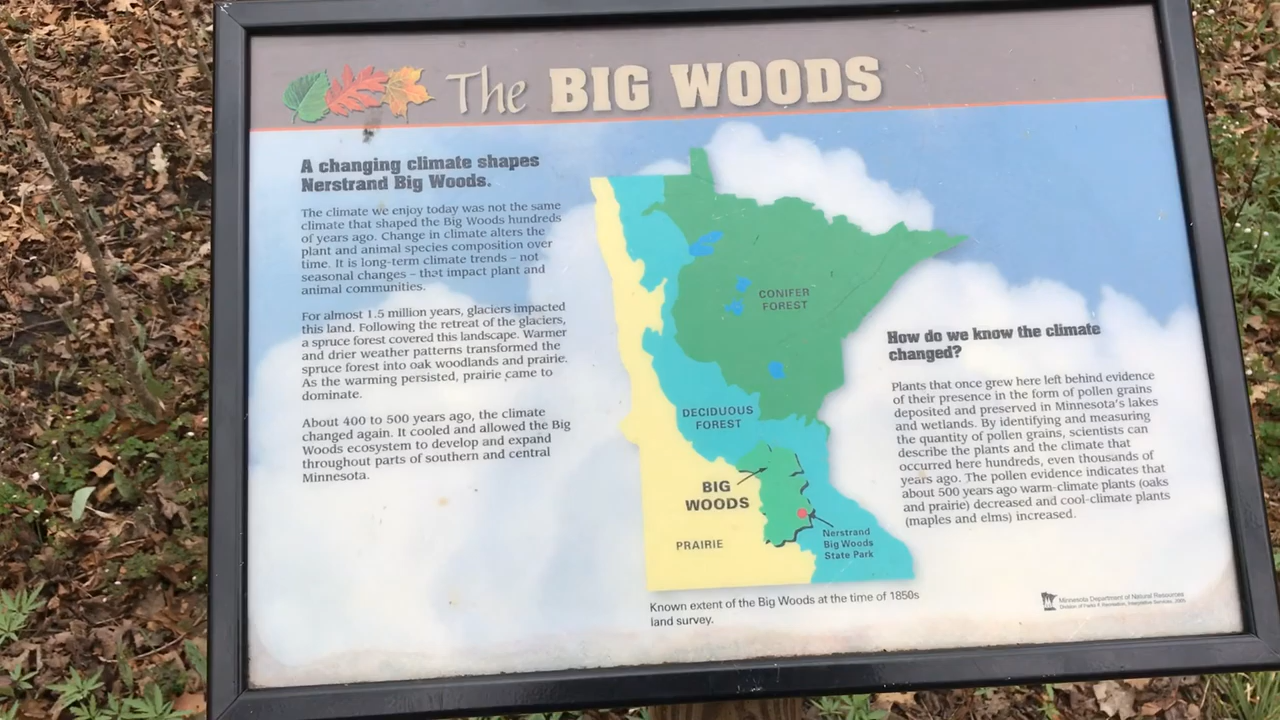 The BIG WOODS
A changing climate shapes
Nerstrand Big Woods.
The climate we enjoy today was not the same
climate that shaped the Big Woods hundreds
of years ago. Change in climate alters the
plant and animal species composition over
time. It is long-term climate trends – not
seasonal changes – that impact plant and
animal communities.
For almost 1.5 million years, glaciers impacted
this land. Following the retreat of the glaciers,
a spruce forest covered this landscape. Warmer
and drier weather patterns transformed the
spruce forest into oak woodlands and prairie.
As the warming persisted, prairie came to
dominate.
About 400 to 500 years ago, the climate
changed again. It cooled and allowed the Big
Woods ecosystem to develop and expand
throughout parts of southern and central
Minnesota.
CONIFER
FOREST
DECIDUOUS
FOREST
BIG
WOODS
PRAIRIE
Nerstrand
Big Woods
State Park
Known extent of the Big Woods at the time of 1850s
land survey.
How do we know the climate
changed?
Plants that once grew here left behind evidence
of their presence in the form of pollen grains
deposited and preserved in Minnesota's lakes
and wetlands. By identifying and measuring
the quantity of pollen grains, scientists can
describe the plants and the climate that
occurred here hundreds, even thousands of
years ago. The pollen evidence indicates that
about 500 years ago warm-climate plants (oaks
and prairie) decreased and cool-climate plants
(maples and elms) increased.
Minnesota Department of Natural Resources
Division of Parks & Recreation, Interpretive Services, 2005